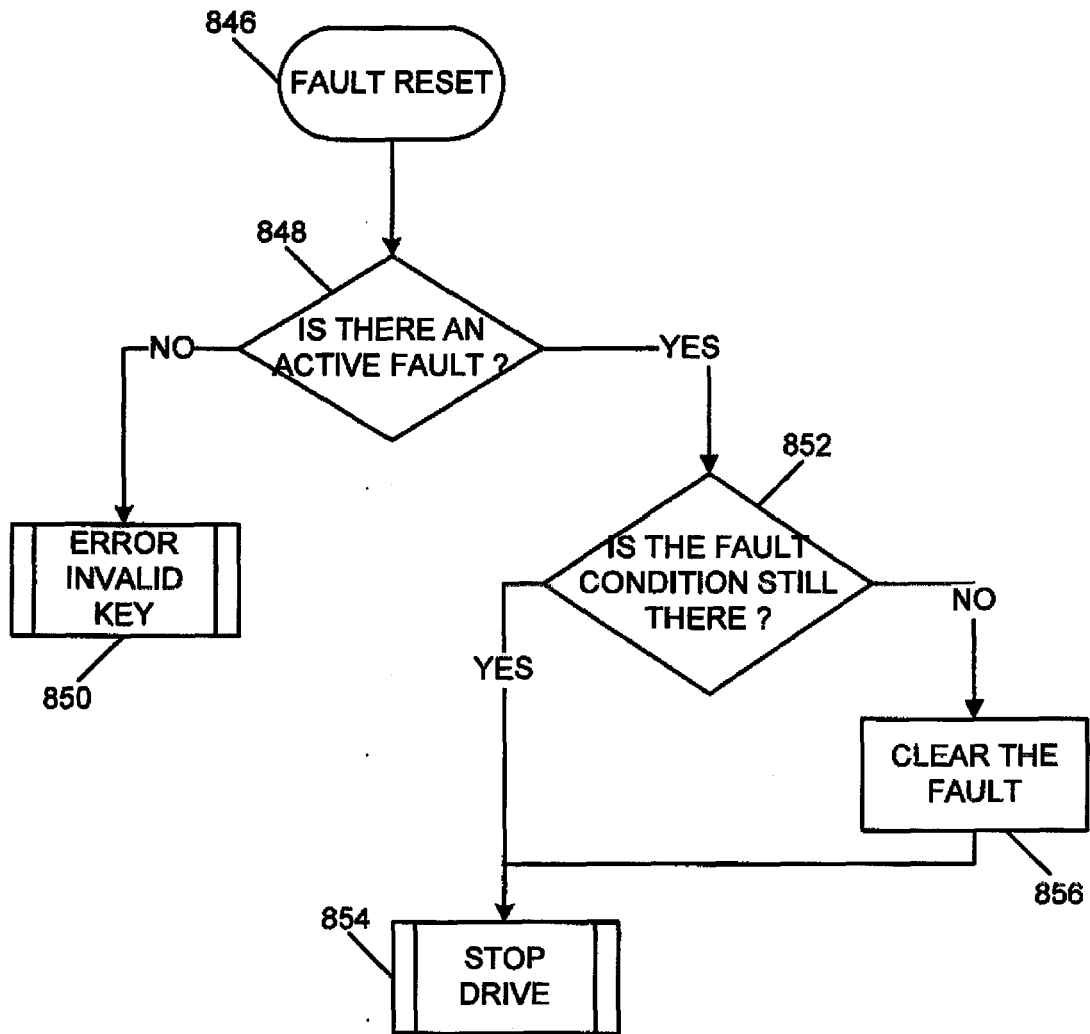 846
FAULT RESET
848
IS THERE AN
ACTIVE FAULT ?
NO
YES
852
ERROR
INVALID
KEY
850
IS THE FAULT
CONDITION STILL
THERE ?
YES
NO
CLEAR THE
FAULT
856
854
STOP
DRIVE